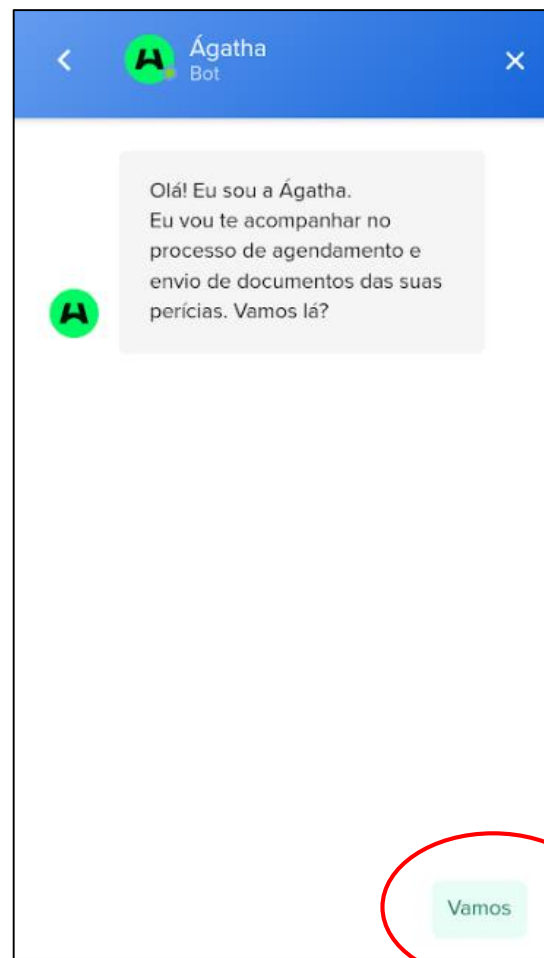 Ágatha
Bot
Olá! Eu sou a Ágatha.
Eu vou te acompanhar no
processo de agendamento e
envio de documentos das suas
perícias. Vamos lá?
Vamos